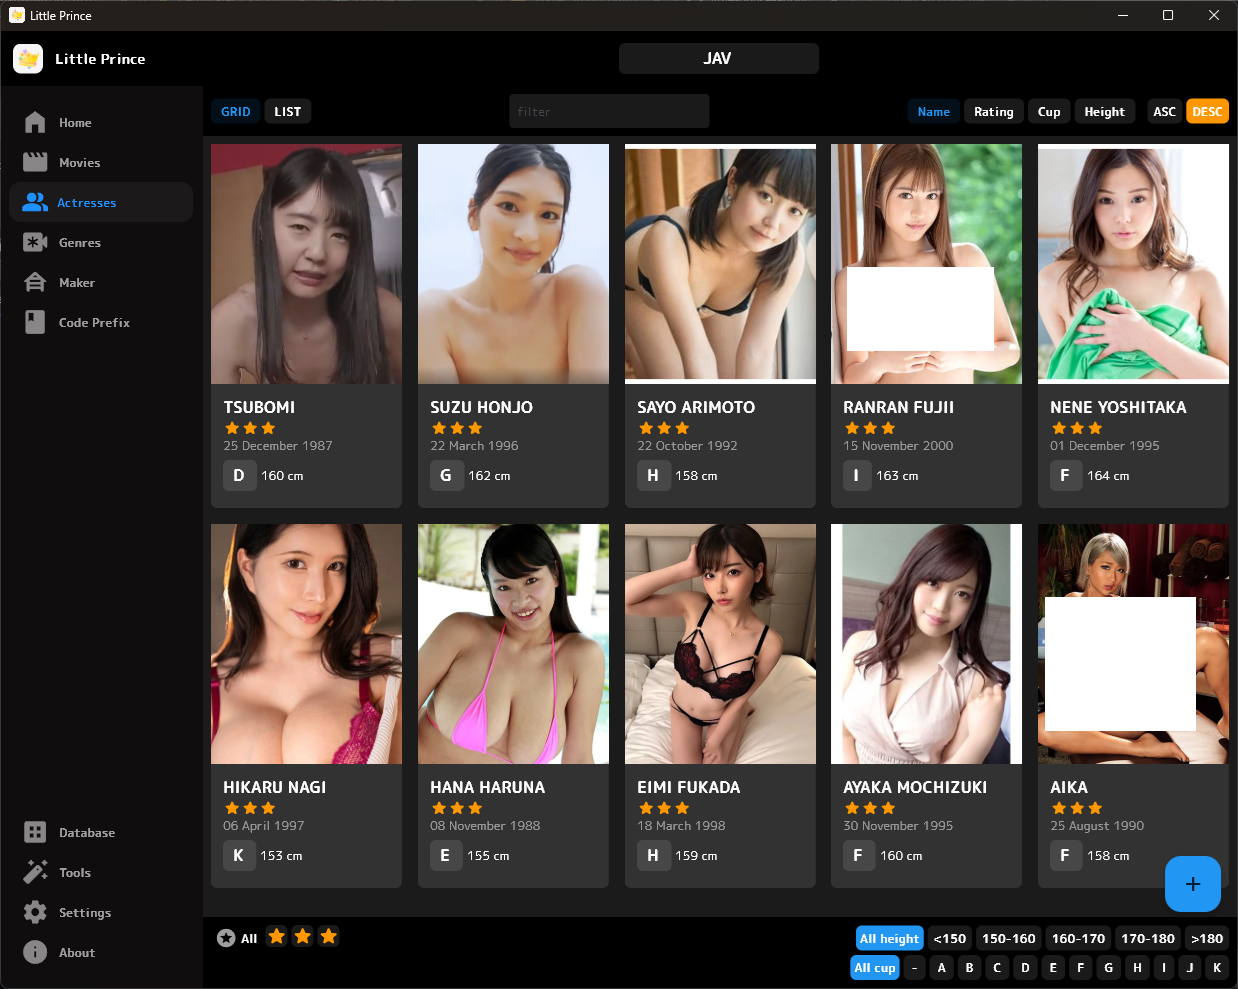 Little Prince
Little Prince
JAV
Home
Movies
Actresses
Genres
Maker
Code Prefix
Database
Tools
Settings
About
GRID LIST
filter
Name Rating Cup Height ASC DESC
TSUBOMI
25 December 1987
D 160 cm
SUZU HONJO
22 March 1996
G 162 cm
SAYO ARIMOTO
22 October 1992
H 158 cm
RANRAN FUJII
15 November 2000
I 163 cm
NENE YOSHITAKA
01 December 1995
F 164 cm
HIKARU NAGI
06 April 1997
K 153 cm
HANA HARUNA
08 November 1988
E 155 cm
EIMI FUKADA
18 March 1998
H 159 cm
AYAKA MOCHIZUKI
30 November 1995
F 160 cm
AIKA
25 August 1990
F 158 cm
+
All
All height <150 150-160 160-170 170-180 >180
All cup - A B C D E F G H I J K